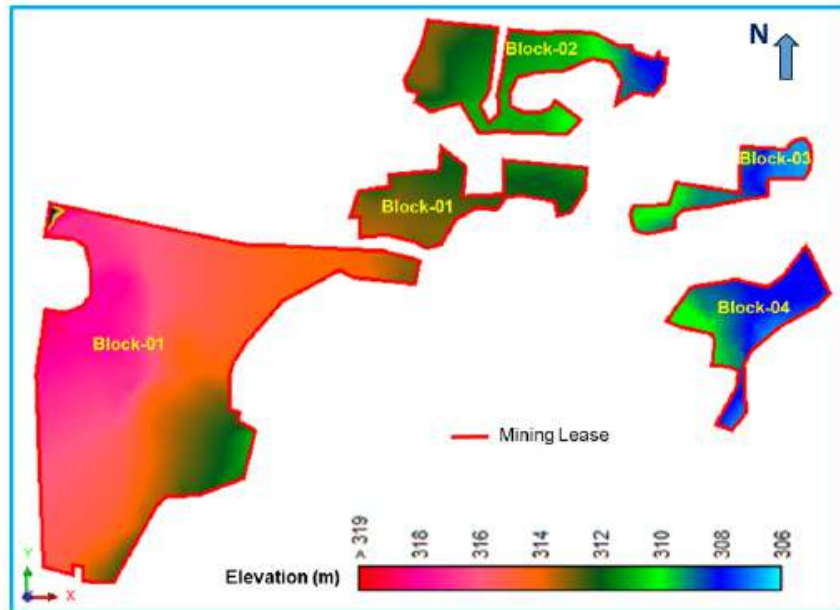 N
Block-02
Block-03
Block-01
Block-04
Block-01
Mining Lease
Y
X
Elevation (m)
> 319
318
316
314
312
310
308
306